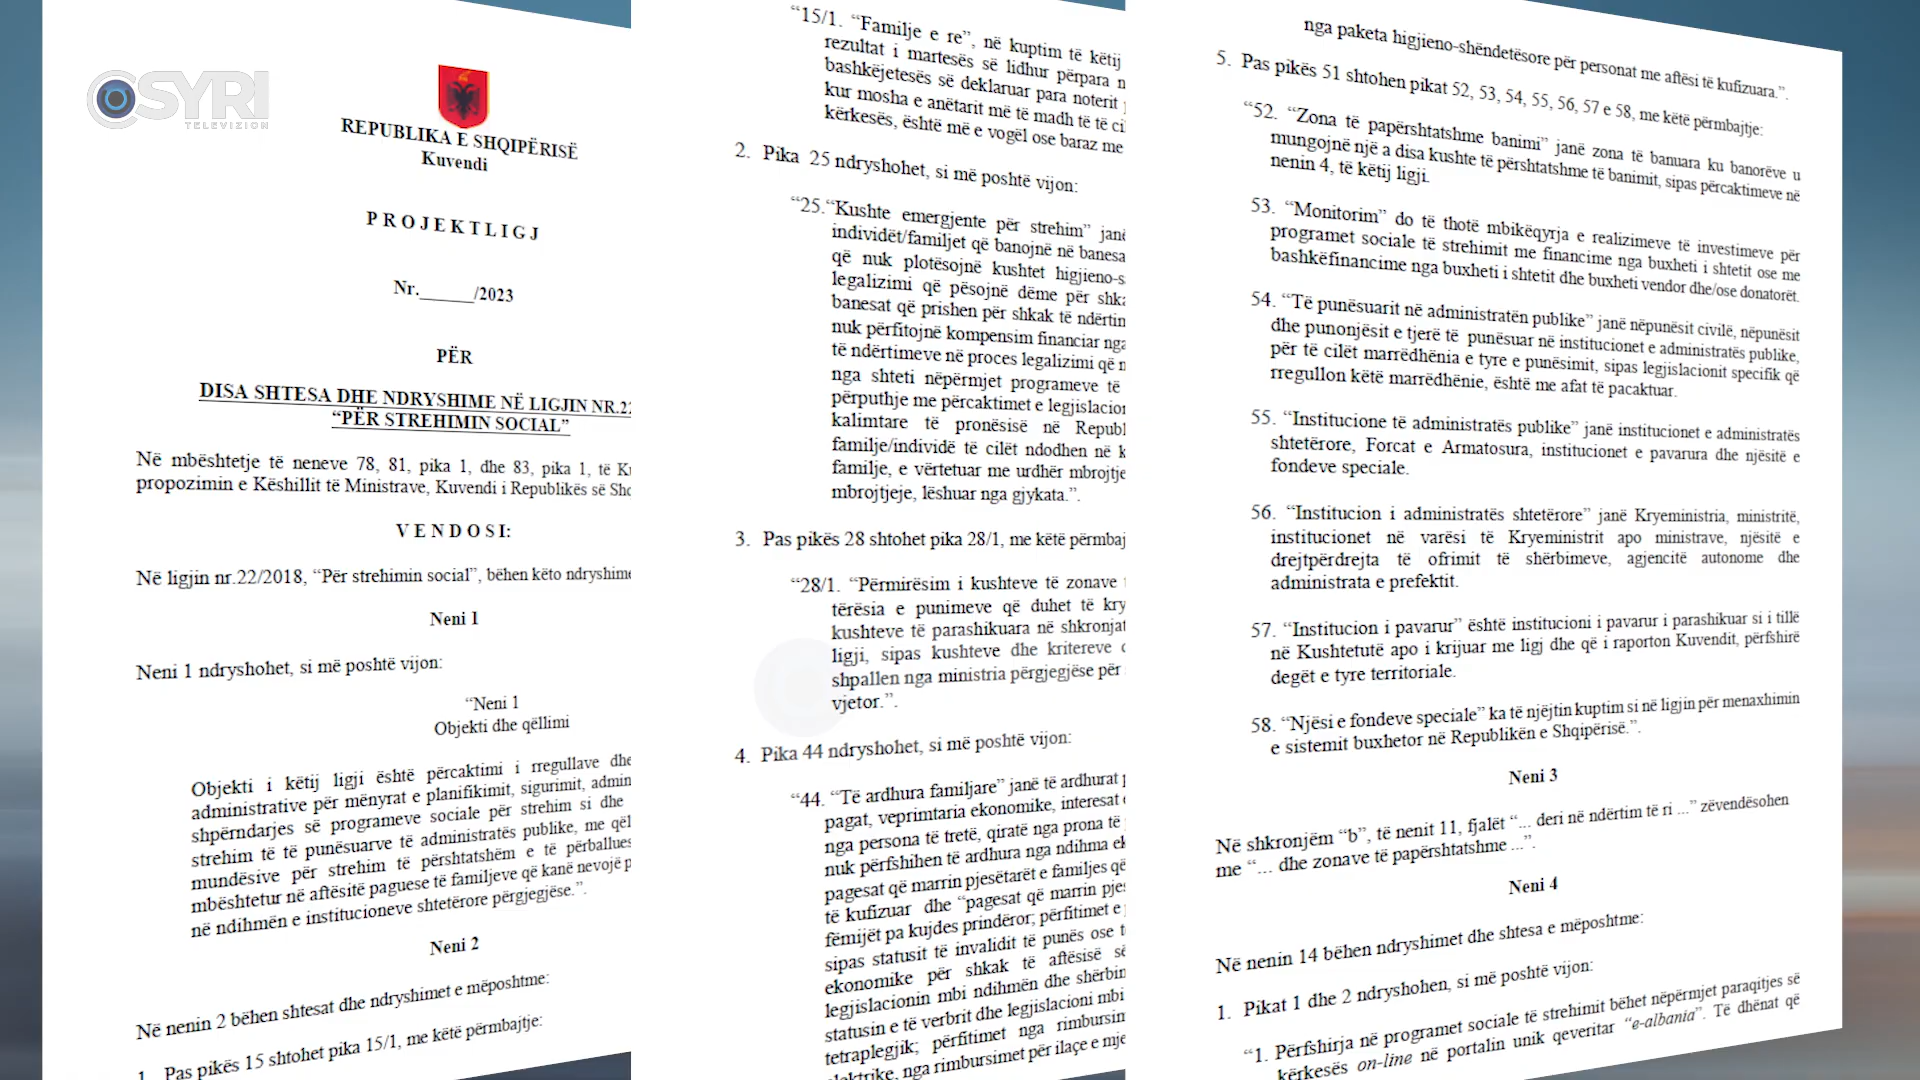 SYRI
TELEVIZION
REPUBLIKA E SHQIPËRISË
Kuvendi
P R O J E K T L I G J
Nr.______/2023
PËR
DISA SHTESA DHE NDRYSHIME NË LIGJIN NR.22
“PËR STREHIMIN SOCIAL”
Në mbështetje të neneve 78, 81, pika 1, dhe 83, pika 1, të
propozimin e Këshillit të Ministrave, Kuvendi i Republikës së
V E N D O S I:
Në ligjin nr.22/2018, “Për strehimin social”, bëhen këto ndryshime
Neni 1
Neni 1 ndryshohet, si më poshtë vijon:
“Neni 1
Objekti dhe qëllimi
Objekti i këtij ligji është përcaktimi i rregullave dhe
administrative për mënyrat e planifikimit, sigurimit,
shpërndarjes së programeve sociale për strehim si dhe
strehim të të punësuarve të administratës publike, me
mundësive për strehim të përshtatshëm e të
mbështetur në aftësitë paguese të familjeve që kanë nevojë
në ndihmën e institucioneve shtetërore përgjegjëse.”.
Neni 2
Në nenin 2 bëhen shtesat dhe ndryshimet e mëposhtme:
1. Pas pikës 15 shtohet pika 15/1, me këtë përmbajtje:
“15/1. “Familje e re”, në kuptim të këtij
rezultat i martesës së lidhur përpara
bashkëjetesës së deklaruar para noterit
kur mosha e anëtarit më të madh të të
kërkesës, është më e vogël ose baraz me
2. Pika 25 ndryshohet, si më poshtë vijon:
“25.“Kushte emergjente për strehim” janë
individët/familjet që banojnë në
që nuk plotësojnë kushtet
legalizimi që pësojnë dëme për
banesat që prishen për shkak të
nuk përfitojnë kompensim financiar nga
të ndërtimeve në proces legalizimi që
nga shteti nëpërmjet programeve të
përputhje me përcaktimet e
kalimtare të pronësisë në
familje/individë të cilët ndodhen në
familje, e vërtetuar me urdhër
mbrojtjeje, lëshuar nga gjykata.”.
3. Pas pikës 28 shtohet pika 28/1, me këtë
“28/1. “Përmirësim i kushteve të zonave
tërësia e punimeve që duhet të
kushteve të parashikuara në
ligji, sipas kushteve dhe kritereve
shpallen nga ministria përgjegjëse për
vjetor.”.
4. Pika 44 ndryshohet, si më poshtë vijon:
“44. “Të ardhura familjare” janë të ardhurat
pagat, veprimtaria ekonomike, interesat
nga persona të tretë, qiratë nga prona të
nuk përfshihen të ardhura nga ndihma
pagesat që marrin pjesëtarët e familjes që
të kufizuar dhe “pagesat që marrin
fëmijët pa kujdes prindëror; përfitimet e
sipas statusit të invalidit të punës ose
ekonomike për shkak të aftësisë së
legjislacionin mbi ndihmën dhe
statusin e të verbrit dhe legjislacioni mbi
tetraplegjik; përfitimet nga
elektrike, nga rimbursimet për ilaçe e
nga paketa higjieno-shëndetësore për personat me aftësi të kufizuara.”.
5. Pas pikës 51 shtohen pikat 52, 53, 54, 55, 56, 57 e 58, me këtë përmbajtje:
“52. “Zona të papërshtatshme banimi” janë zona të banuara ku banorëve u
mungojnë një a disa kushte të përshtatshme të banimit, sipas përcaktimeve në
nenin 4, të këtij ligji.
53. “Monitorim” do të thotë mbikëqyrja e realizimeve të investimeve për
programet sociale të strehimit me financime nga buxheti i shtetit ose me
bashkëfinancime nga buxheti i shtetit dhe buxheti vendor dhe/ose donatorët.
54. “Të punësuarit në administratën publike” janë nëpunësit civilë, nëpunësit
dhe punonjësit e tjerë të punësuar në institucionet e administratës publike,
për të cilët marrëdhënia e tyre e punësimit, sipas legjislacionit specifik që
rregullon këtë marrëdhënie, është me afat të pacaktuar.
55. “Institucione të administratës publike” janë institucionet e administratës
shtetërore, Forcat e Armatosura, institucionet e pavarura dhe njësitë e
fondeve speciale.
56. “Institucion i administratës shtetërore” janë Kryeministria, ministritë,
institucionet në varësi të Kryeministrit apo ministrave, njësitë e
drejtpërdrejta të ofrimit të shërbimeve, agjencitë autonome dhe
administrata e prefektit.
57. “Institucion i pavarur” është institucioni i pavarur i parashikuar si i tillë
në Kushtetutë apo i krijuar me ligj dhe që i raporton Kuvendit, përfshirë
degët e tyre territoriale.
58. “Njësi e fondeve speciale” ka të njëjtin kuptim si në ligjin për menaxhimin
e sistemit buxhetor në Republikën e Shqipërisë.”.
Neni 3
Në shkronjëm “b”, të nenit 11, fjalët “... deri në ndërtim të ri ...” zëvendësohen
me “... dhe zonave të papërshtatshme ...”.
Neni 4
Në nenin 14 bëhen ndryshimet dhe shtesa e mëposhtme:
1. Pikat 1 dhe 2 ndryshohen, si më poshtë vijon:
“1. Përfshirja në programet sociale të strehimit bëhet nëpërmjet paraqitjes së
kërkesës on-line në portalin unik qeveritar “e-albania”. Të dhënat që